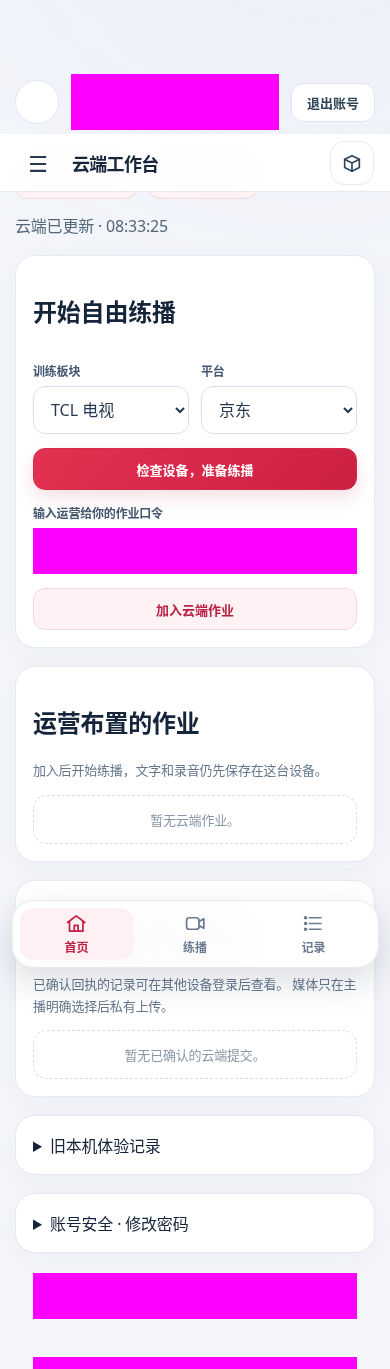 退出账号
云端工作台
云端已更新 · 08:33:25
开始自由练播
训练板块
平台
TCL 电视
京东
检查设备，准备练播
输入运营给你的作业口令
加入云端作业
运营布置的作业
加入后开始练播，文字和录音仍先保存在这台设备。
暂无云端作业。
首页
练播
记录
已确认回执的记录可在其他设备登录后查看。 媒体只在主
播明确选择后私有上传。
暂无已确认的云端提交。
旧本机体验记录
账号安全 · 修改密码